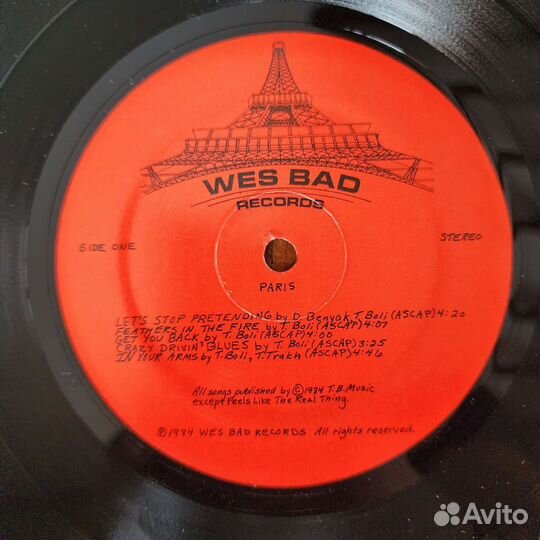 WES BAD
RECORDS
SIDE ONE
STEREO
PARIS
LET'S STOP PRETENDING by D. Benyak, T. Boli (ASCAP) 4:20
FEATHERS IN THE FIRE by T. Boli (ASCAP) 4:07
GET YOU BACK by T. Boli (ASCAP) 4:00
CRAZY DRIVIN' BLUES by T. Boli (ASCAP) 3:25
IN YOUR ARMS by T. Boli, T. Trakh (ASCAP) 4:46
All songs published by © 1984 T.B. Music
except Feels Like The Real Thing.
℗ 1984 WES BAD RECORDS. All rights reserved.
Avito